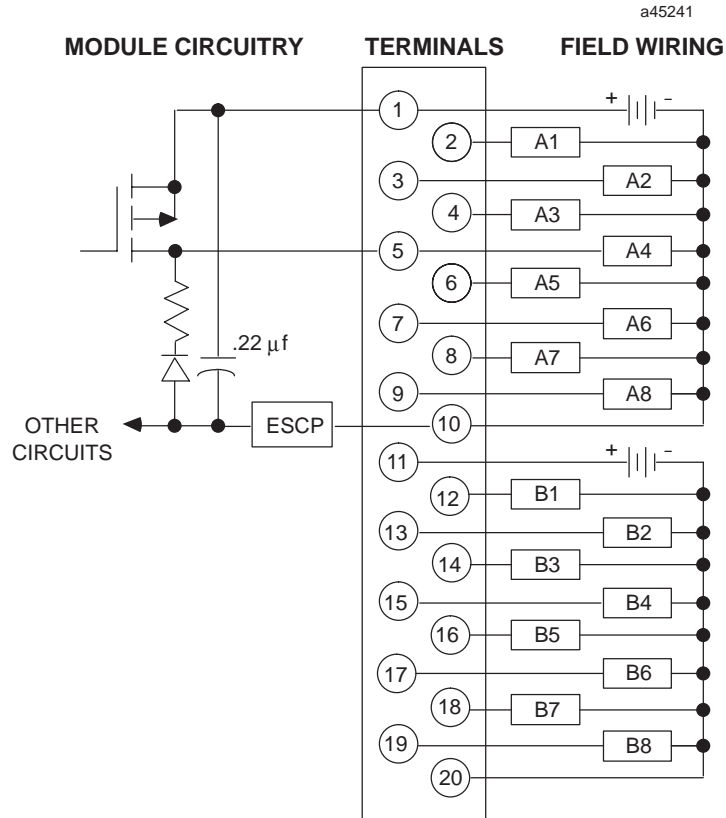 a45241
MODULE CIRCUITRY TERMINALS FIELD WIRING
1 + -
2 A1
3 A2
4 A3
5 A4
6 A5
7 A6
.22 µf
8 A7
9 A8
OTHER CIRCUITS ESCP 10
11 + -
12 B1
13 B2
14 B3
15 B4
16 B5
17 B6
18 B7
19 B8
20